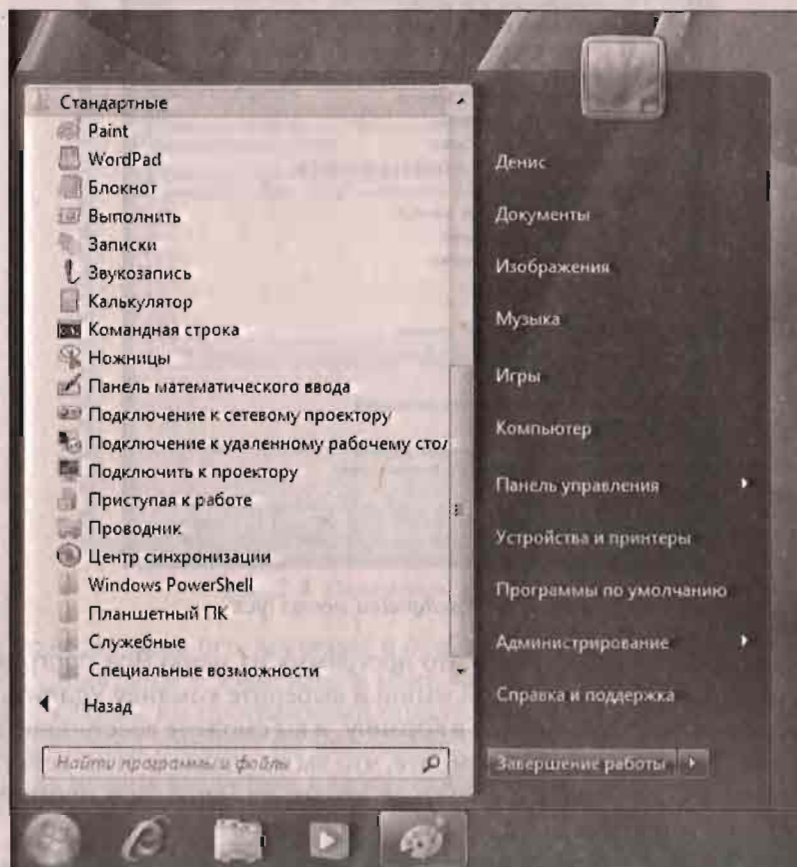 Стандартные
Paint
WordPad
Блокнот
Выполнить
Записки
Звукозапись
Калькулятор
Командная строка
Ножницы
Панель математического ввода
Подключение к сетевому проектору
Подключение к удаленному рабочему стол
Подключить к проектору
Приступая к работе
Проводник
Центр синхронизации
Windows PowerShell
Планшетный ПК
Служебные
Специальные возможности
Назад
Найти программы и файлы
Денис
Документы
Изображения
Музыка
Игры
Компьютер
Панель управления
Устройства и принтеры
Программы по умолчанию
Администрирование
Справка и поддержка
Завершение работы